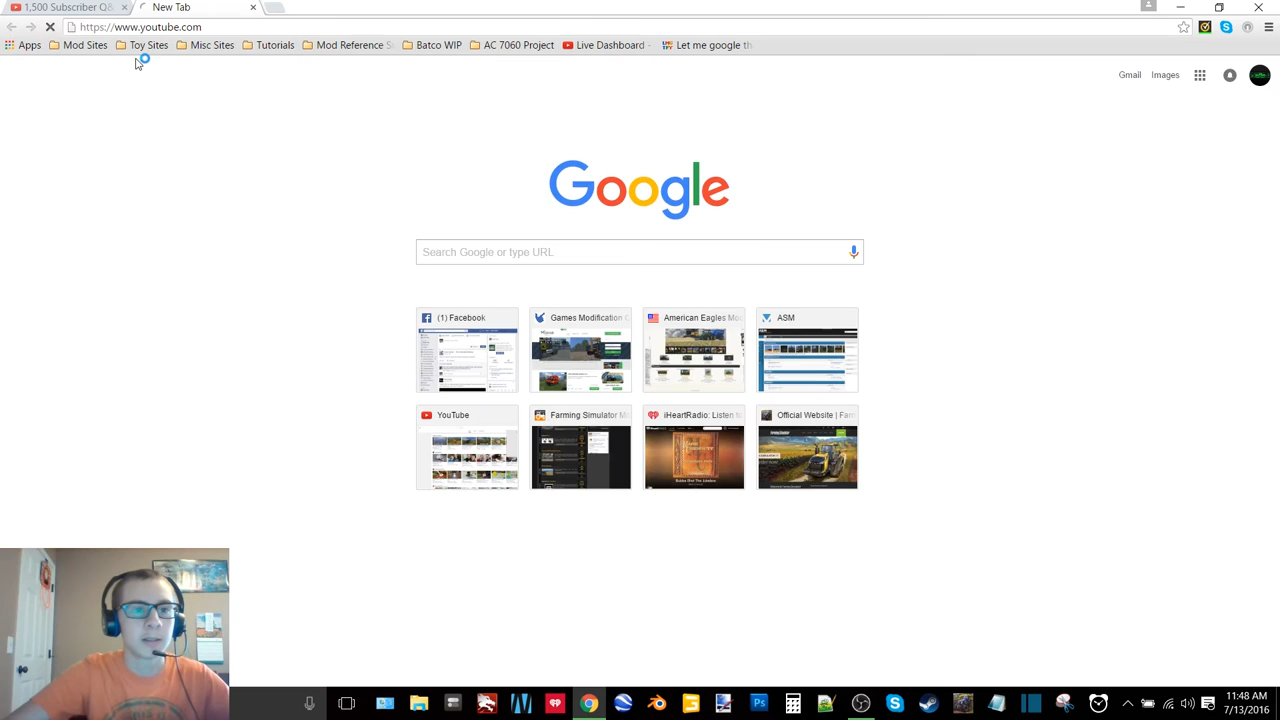 1,500 Subscriber Q&
New Tab
https://www.youtube.com
Apps Mod Sites Toy Sites Misc Sites Tutorials Mod Reference S Batco WIP AC 7060 Project Live Dashboard - Let me google th
Gmail Images
Google
Search Google or type URL
(1) Facebook
Games Modification
American Eagles Mo
ASM
YouTube
Farming Simulator M
iHeartRadio: Listen to
Official Website | Far
11:48 AM
7/13/2016